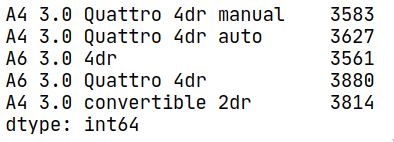 A4 3.0 Quattro 4dr manual    3583
A4 3.0 Quattro 4dr auto      3627
A6 3.0 4dr                   3561
A6 3.0 Quattro 4dr           3880
A4 3.0 convertible 2dr       3814
dtype: int64